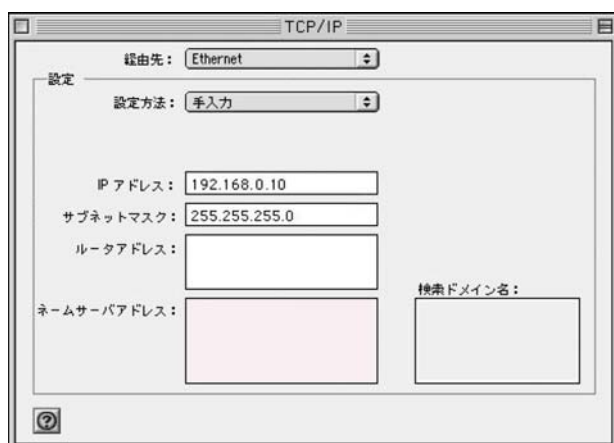 TCP/IP
経由先： Ethernet
設定
設定方法： 手入力
IP アドレス： 192.168.0.10
サブネットマスク： 255.255.255.0
ルータアドレス：
検索ドメイン名：
ネームサーバアドレス：
?